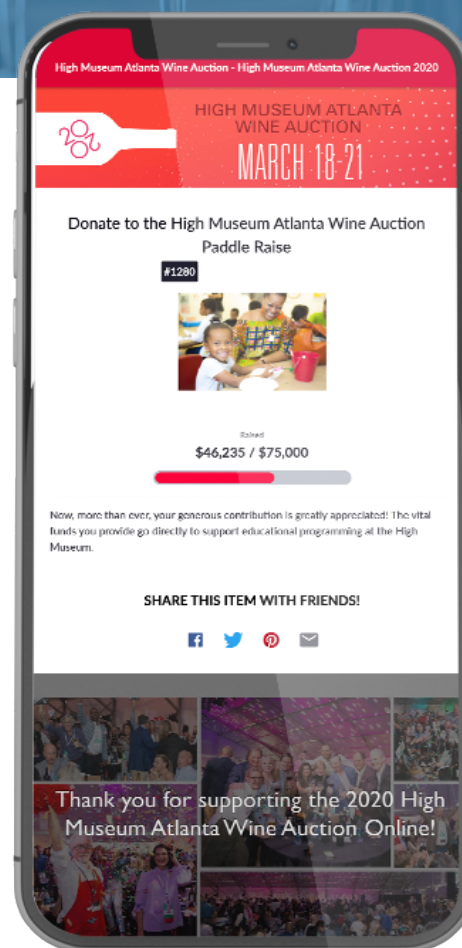 High Museum Atlanta Wine Auction - High Museum Atlanta Wine Auction 2020
2020
HIGH MUSEUM ATLANTA
WINE AUCTION
MARCH 18-21
Donate to the High Museum Atlanta Wine Auction
Paddle Raise
#1280
Raised
$46,235 / $75,000
Now, more than ever, your generous contribution is greatly appreciated! The vital
funds you provide go directly to support educational programming at the High
Museum.
SHARE THIS ITEM WITH FRIENDS!
Thank you for supporting the 2020 High
Museum Atlanta Wine Auction Online!